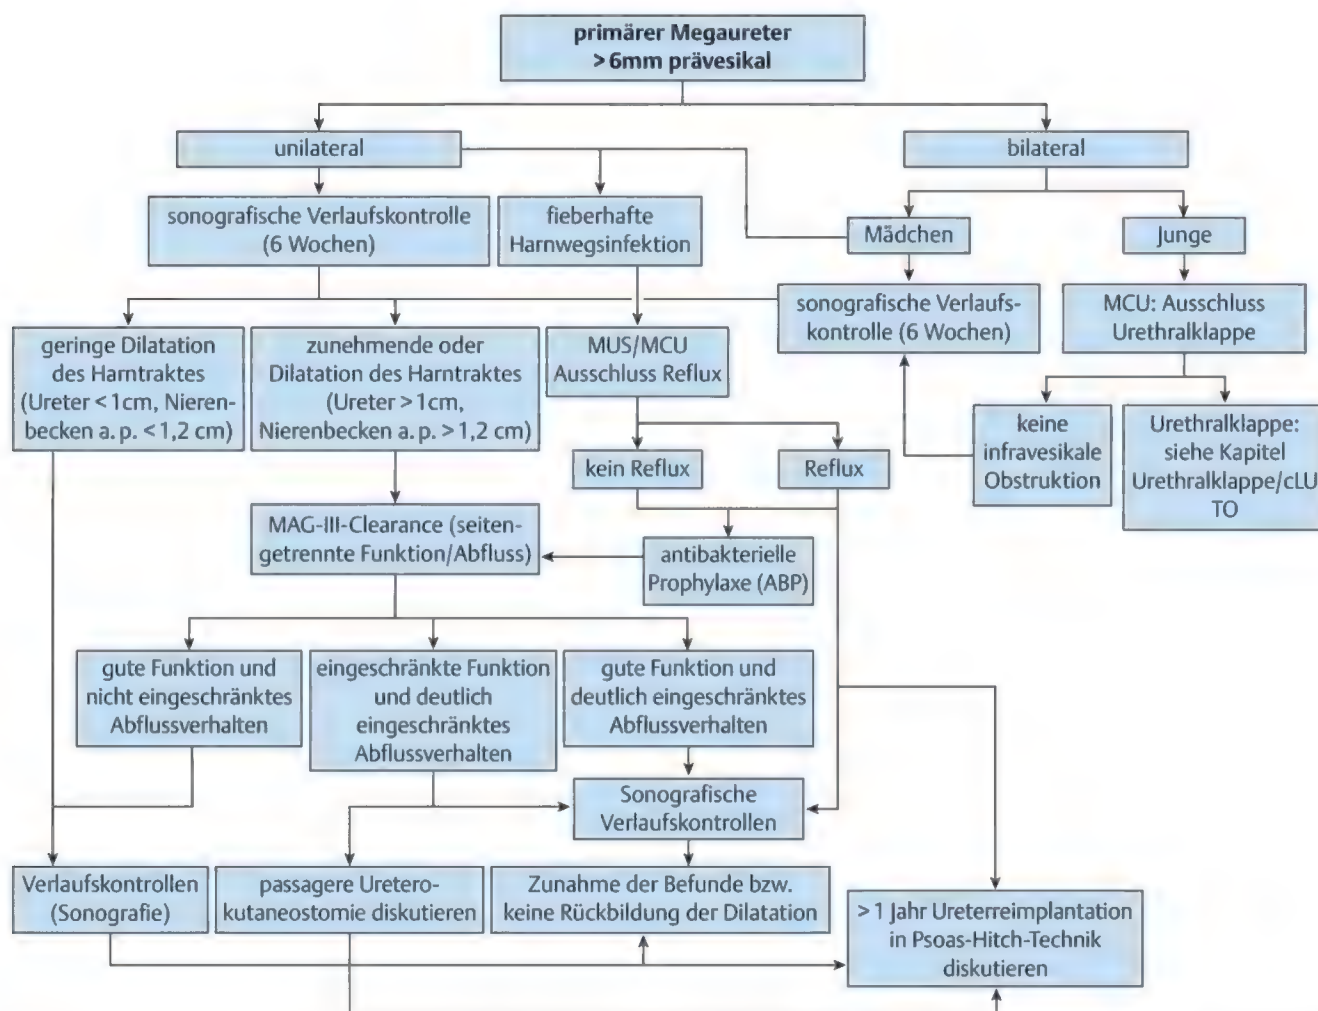 primärer Megaureter
> 6mm prävesikal
unilateral
bilateral
sonografische Verlaufskontrolle
(6 Wochen)
fieberhafte
Harnwegsinfektion
Mädchen
Junge
geringe Dilatation
des Harntraktes
(Ureter < 1cm, Nieren-
becken a. p. < 1,2 cm)
zunehmende oder
Dilatation des Harntraktes
(Ureter > 1cm,
Nierenbecken a. p. > 1,2 cm)
MUS/MCU
Ausschluss Reflux
sonografische Verlaufs-
kontrolle (6 Wochen)
MCU: Ausschluss
Urethralklappe
kein Reflux
Reflux
keine
infravesikale
Obstruktion
Urethralklappe:
siehe Kapitel
Urethralklappe/cLU
TO
MAG-III-Clearance (seiten-
getrennte Funktion/Abfluss)
antibakterielle
Prophylaxe (ABP)
gute Funktion und
nicht eingeschränktes
Abflussverhalten
eingeschränkte Funktion
und deutlich
eingeschränktes
Abflussverhalten
gute Funktion und
deutlich eingeschränktes
Abflussverhalten
Sonografische
Verlaufskontrollen
Verlaufskontrollen
(Sonografie)
passagere Uretero-
kutaneostomie diskutieren
Zunahme der Befunde bzw.
keine Rückbildung der Dilatation
> 1 Jahr Ureterreimplantation
in Psoas-Hitch-Technik
diskutieren